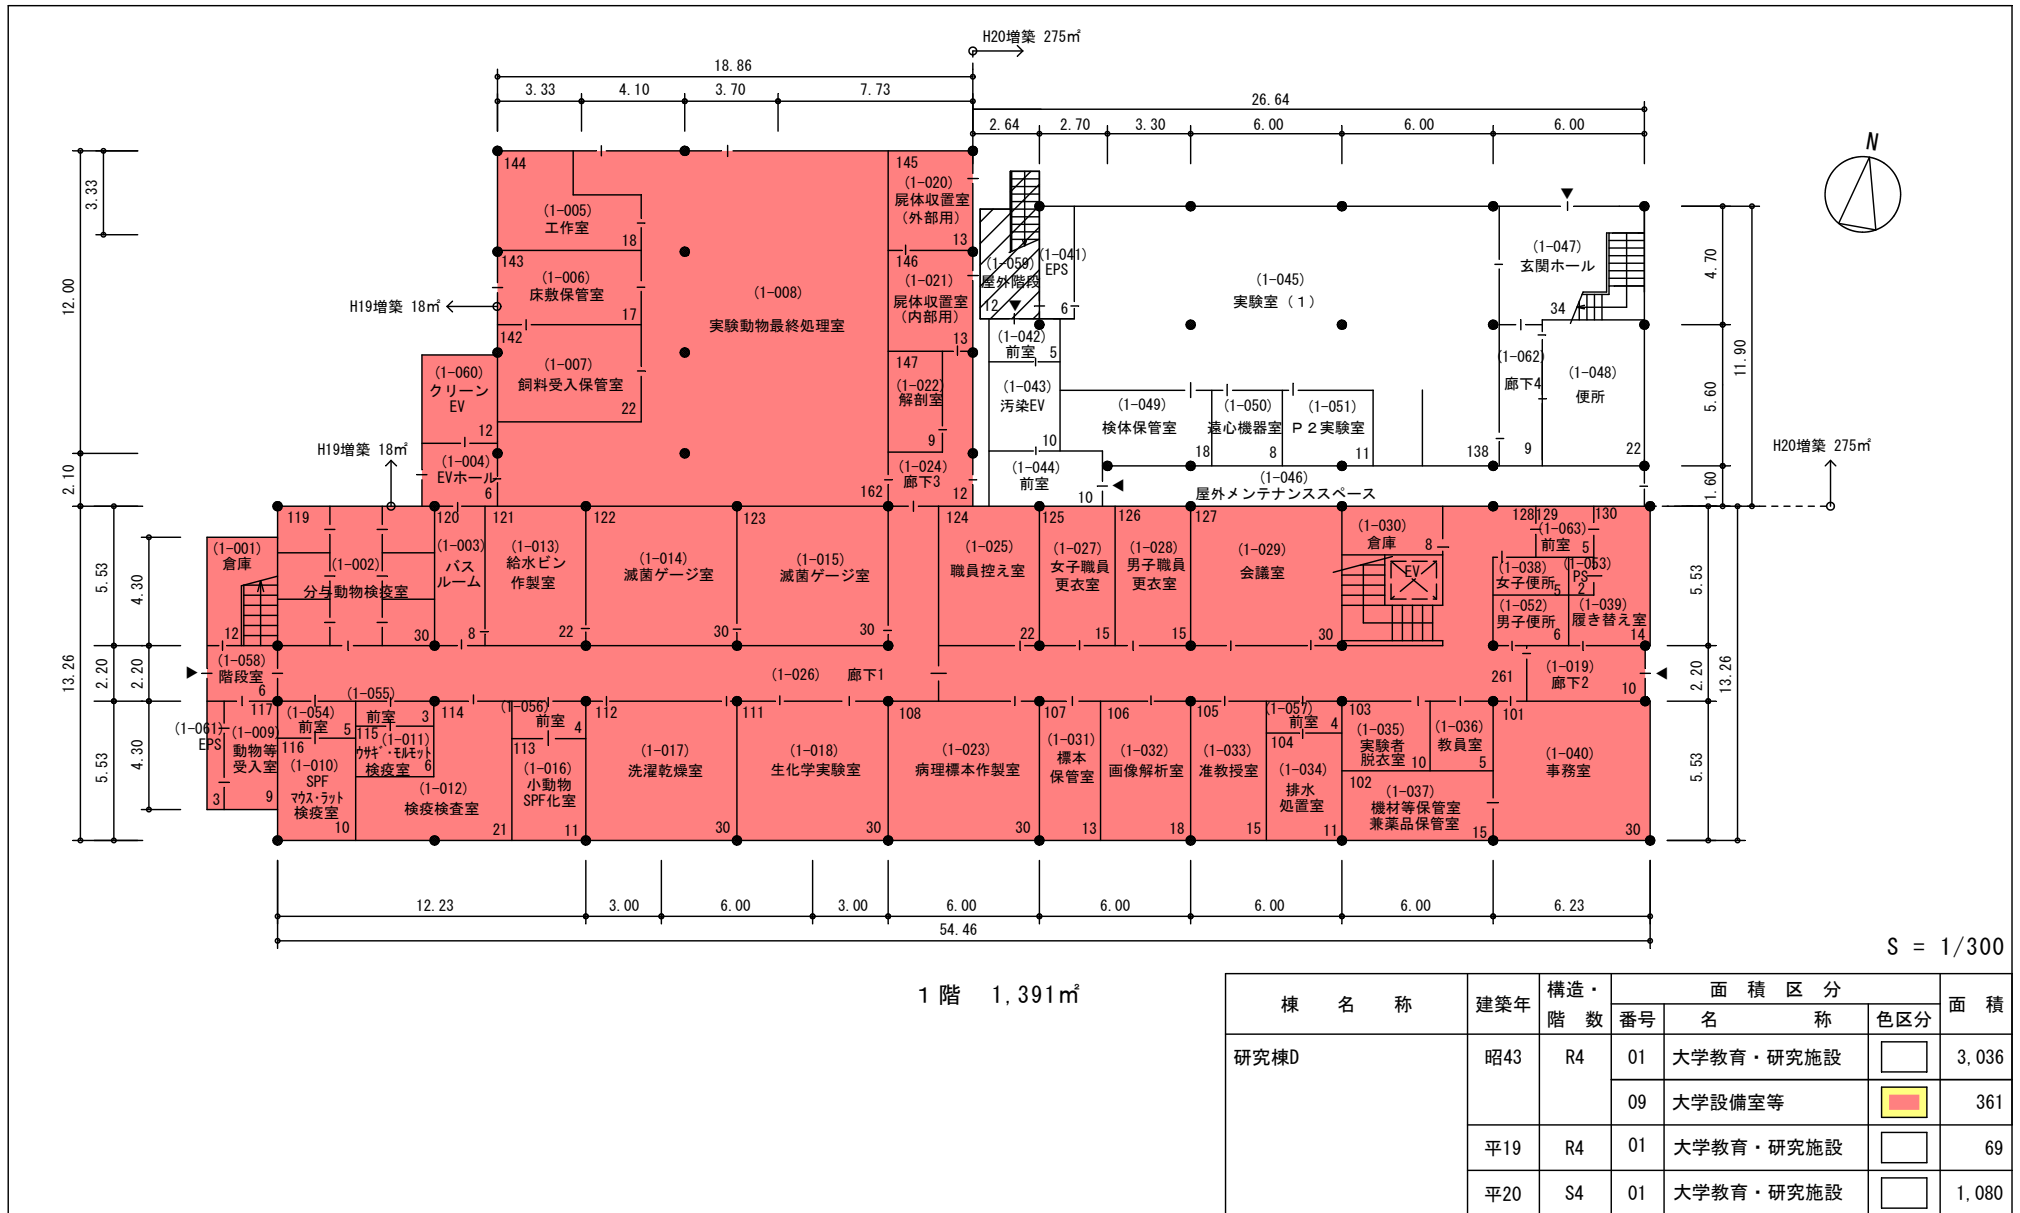 H20増築 275㎡
18.86
3.33
4.10
3.70
7.73
26.64
2.64
2.70
3.30
6.00
6.00
6.00
N
3.33
12.00
2.10
13.26
5.53
2.20
5.53
4.30
2.20
4.30
144
(1-005)
工作室
18
143
(1-006)
床敷保管室
17
142
(1-007)
飼料受入保管室
22
(1-008)
実験動物最終処理室
162
145
(1-020)
屍体収置室
(外部用)
13
146
(1-021)
屍体収置室
(内部用)
13
147
(1-022)
解剖室
9
(1-024)
廊下3
12
H19増築 18㎡
(1-060)
クリーン
EV
12
(1-004)
EVホール
6
H19増築 18㎡
(1-059)
屋外階段
12
(1-041)
EPS
6
(1-042)
前室
5
(1-043)
汚染EV
10
(1-044)
前室
10
(1-045)
実験室(1)
138
(1-047)
玄関ホール
34
(1-062)
廊下4
9
(1-048)
便所
22
(1-049)
検体保管室
18
(1-050)
遠心機器室
8
(1-051)
P2実験室
11
(1-046)
屋外メンテナンススペース
4.70
5.60
1.60
11.90
H20増築 275㎡
5.53
2.20
5.53
13.26
(1-001)
倉庫
12
119
(1-002)
分与動物検疫室
30
120
(1-003)
バス
ルーム
8
121
(1-013)
給水ビン
作製室
22
122
(1-014)
滅菌ゲージ室
30
123
(1-015)
滅菌ゲージ室
30
124
(1-025)
職員控え室
22
125
(1-027)
女子職員
更衣室
15
126
(1-028)
男子職員
更衣室
15
127
(1-029)
会議室
30
(1-030)
倉庫
8
EV
128
129
130
(1-063)
前室
5
(1-038)
女子便所
5
(1-053)
PS
2
(1-052)
男子便所
6
(1-039)
履き替え室
14
(1-058)
階段室
6
(1-026) 廊下1
261
(1-019)
廊下2
10
(1-061)
EPS
3
117
(1-009)
動物等
受入室
9
(1-054)
前室
5
116
(1-010)
SPF
マウス・ラット
検疫室
10
(1-055)
前室
3
115
(1-011)
ウサギ・モルモット
検疫室
6
114
(1-012)
検疫検査室
21
(1-056)
前室
4
113
(1-016)
小動物
SPF化室
11
112
(1-017)
洗濯乾燥室
30
111
(1-018)
生化学実験室
30
108
(1-023)
病理標本作製室
30
107
(1-031)
標本
保管室
13
106
(1-032)
画像解析室
18
105
(1-033)
准教授室
15
(1-057)
前室
4
104
(1-034)
排水
処置室
11
103
(1-035)
実験者
脱衣室
10
(1-036)
教員室
5
102
(1-037)
機材等保管室
兼薬品保管室
15
101
(1-040)
事務室
30
12.23
3.00
6.00
3.00
6.00
6.00
6.00
6.00
6.23
54.46
S = 1/300
1階 1,391㎡
棟名称 建築年 構造・階数 面積区分 面積
番号 名称 色区分
研究棟D 昭43 R4 01 大学教育・研究施設 3,036
09 大学設備室等 361
平19 R4 01 大学教育・研究施設 69
平20 S4 01 大学教育・研究施設 1,080